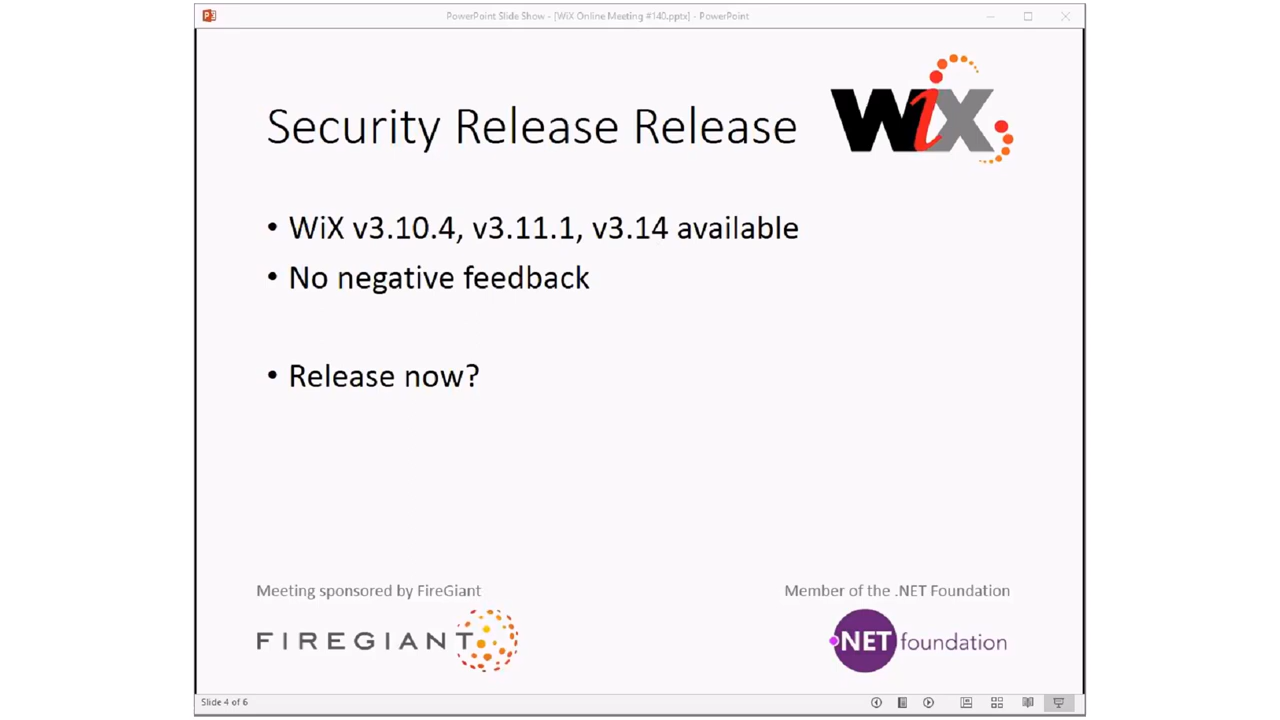 PowerPoint Slide Show - [WiX Online Meeting #140.pptx] - PowerPoint
Security Release Release
WiX
• WiX v3.10.4, v3.11.1, v3.14 available
• No negative feedback
• Release now?
Meeting sponsored by FireGiant
Member of the .NET Foundation
FIREGIANT
.NET foundation
Slide 4 of 6